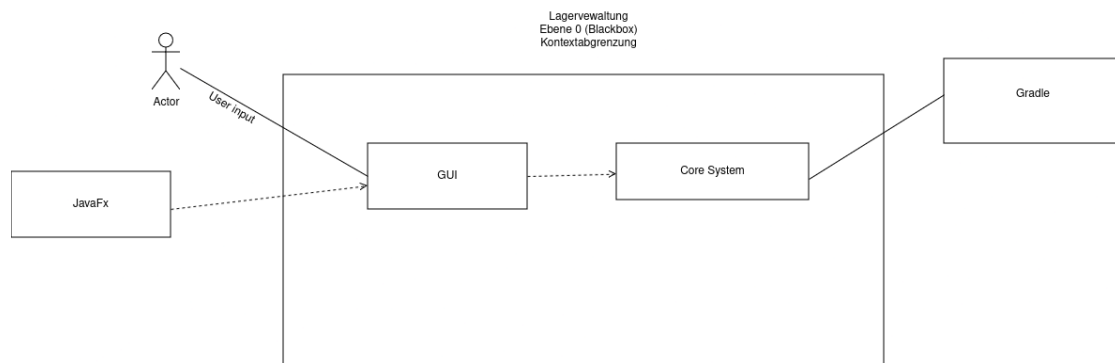 Lagervewaltung
Ebene 0 (Blackbox)
Kontextabgrenzung
Actor
User input
Gradle
GUI
Core System
JavaFx